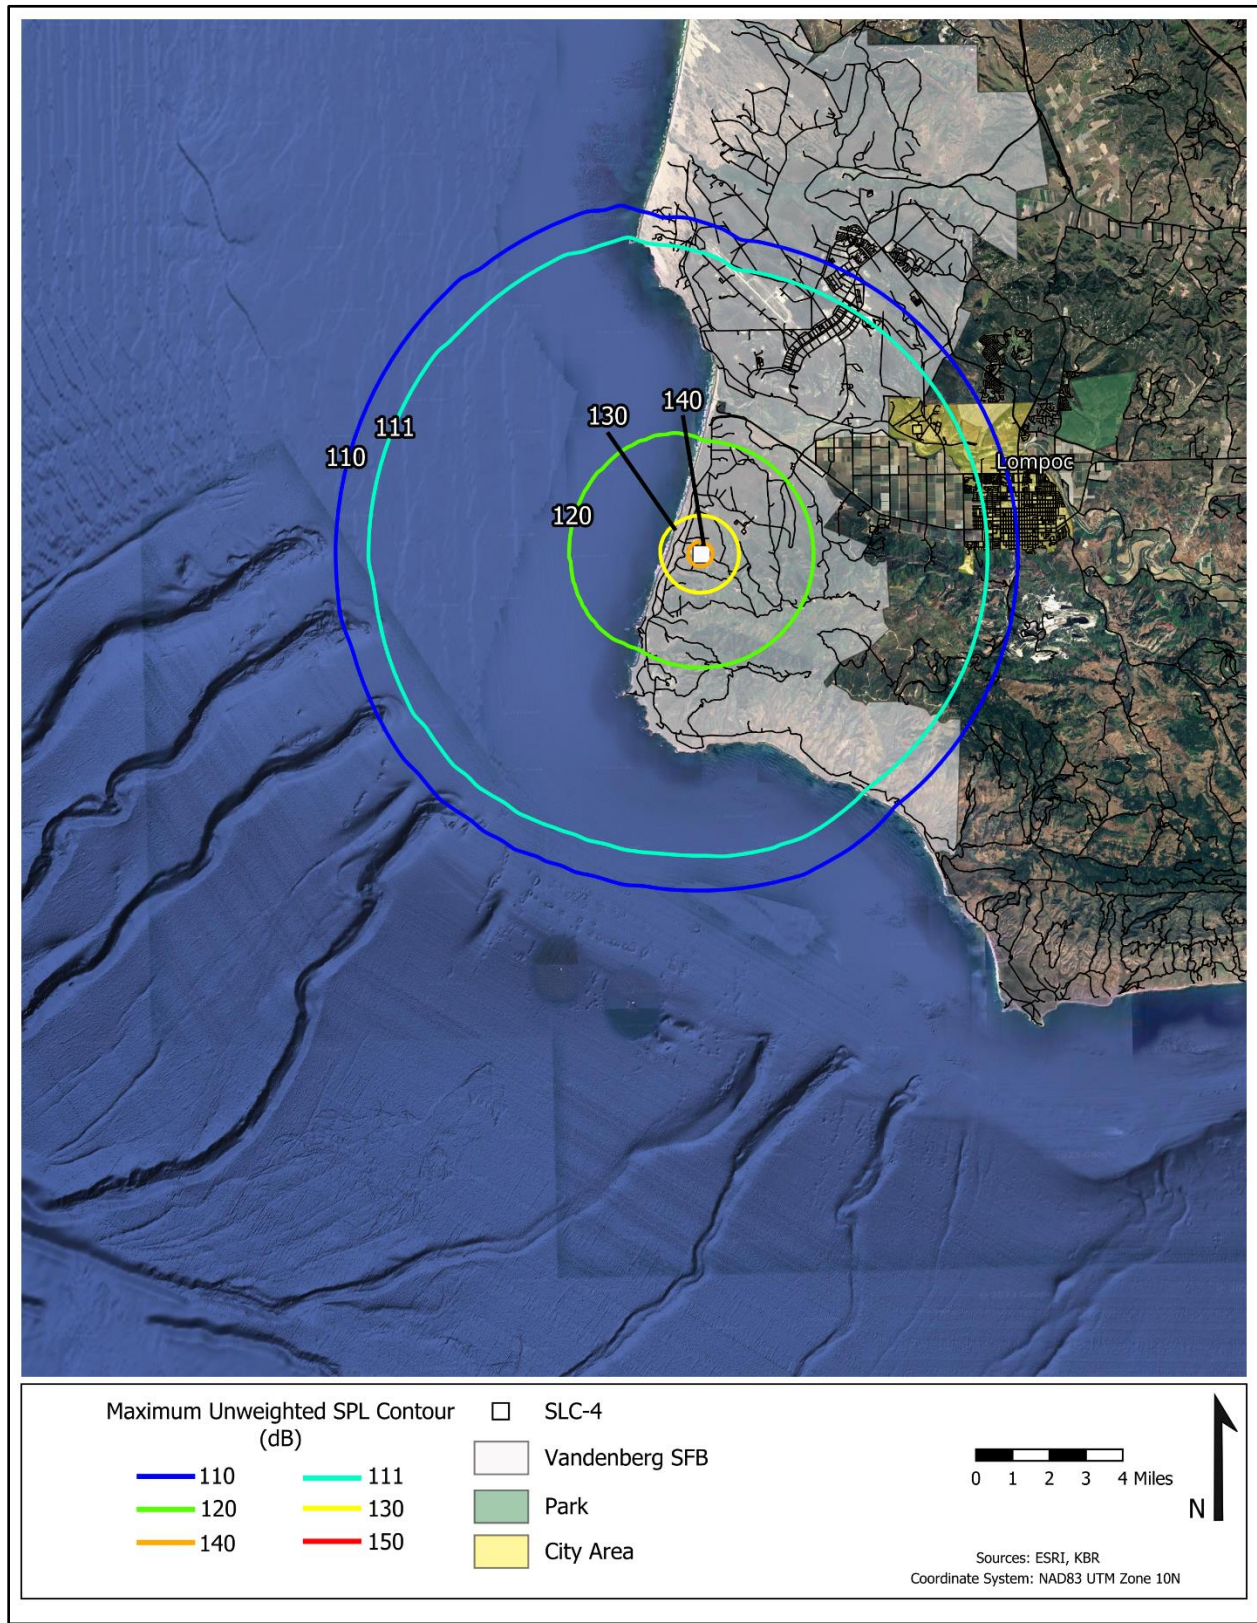 140
130
111
110
Lompoc
120
Maximum Unweighted SPL Contour
(dB)
110
111
120
130
140
150
SLC-4
Vandenberg SFB
Park
City Area
0 1 2 3 4 Miles
N
Sources: ESRI, KBR
Coordinate System: NAD83 UTM Zone 10N